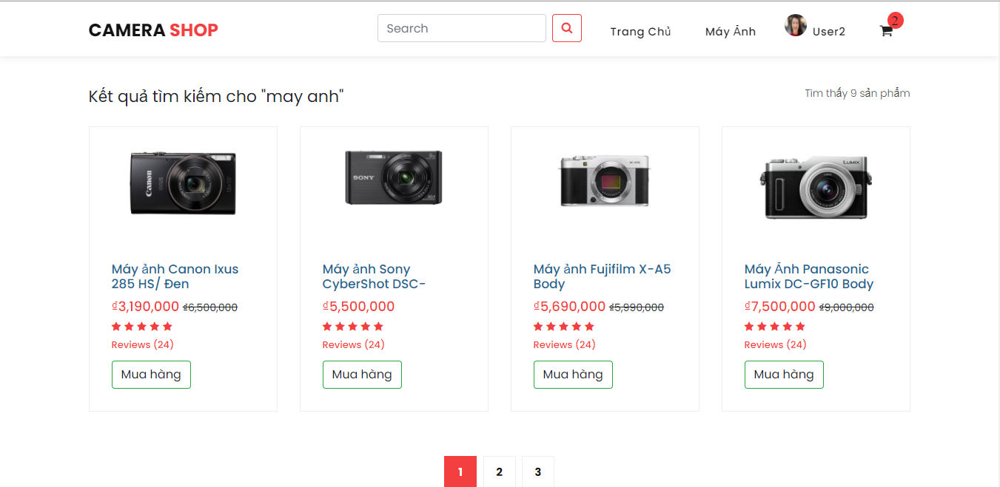 CAMERA SHOP
Search
Trang Chủ
Máy Ảnh
User2
2
Kết quả tìm kiếm cho "may anh"
Tìm thấy 9 sản phẩm
Canon
IXUS
SONY
X-A5
LUMIX
Máy ảnh Canon Ixus
285 HS/ Đen
₫3,190,000 ₫6,500,000
Reviews (24)
Mua hàng
Máy ảnh Sony
CyberShot DSC-
₫5,500,000
Reviews (24)
Mua hàng
Máy ảnh Fujifilm X-A5
Body
₫5,690,000 ₫5,990,000
Reviews (24)
Mua hàng
Máy Ảnh Panasonic
Lumix DC-GF10 Body
₫7,500,000 ₫9,000,000
Reviews (24)
Mua hàng
1 2 3